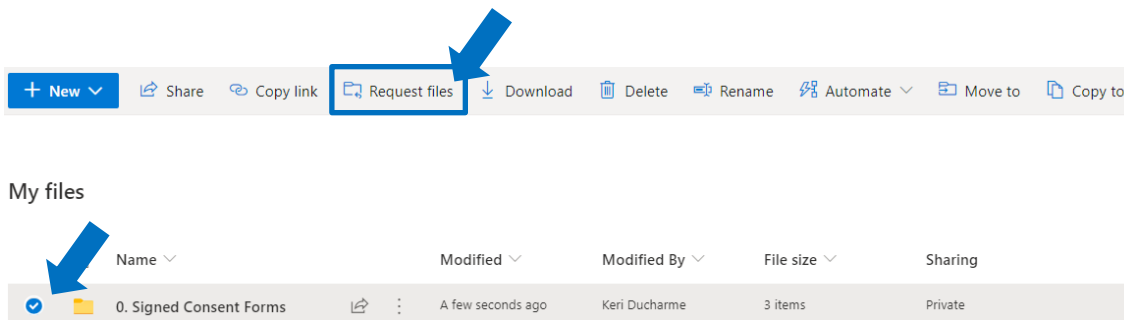 New Share Copy link Request files Download Delete Rename Automate Move to Copy to
My files
Name Modified Modified By File size Sharing
0. Signed Consent Forms A few seconds ago Keri Ducharme 3 items Private